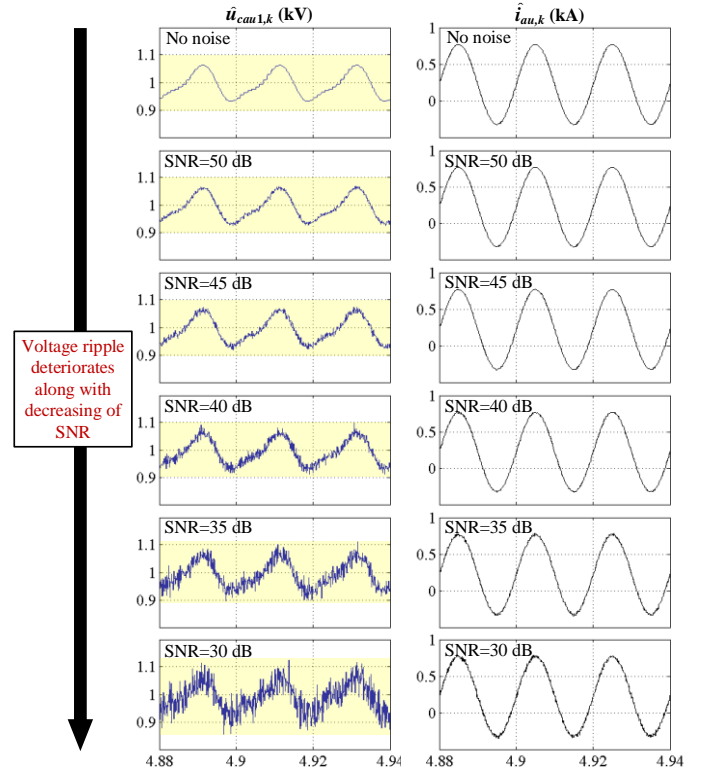 û_cau1,k (kV)
î_au,k (kA)
No noise
1.1
1
0.9
No noise
1
0.5
0
SNR=50 dB
1.1
1
0.9
SNR=50 dB
1
0.5
0
SNR=45 dB
1.1
1
0.9
SNR=45 dB
1
0.5
0
Voltage ripple
deteriorates
along with
decreasing of
SNR
SNR=40 dB
1.1
1
0.9
SNR=40 dB
1
0.5
0
SNR=35 dB
1.1
1
0.9
SNR=35 dB
1
0.5
0
SNR=30 dB
1.1
1
0.9
4.88 4.9 4.92 4.94
SNR=30 dB
1
0.5
0
4.88 4.9 4.92 4.94